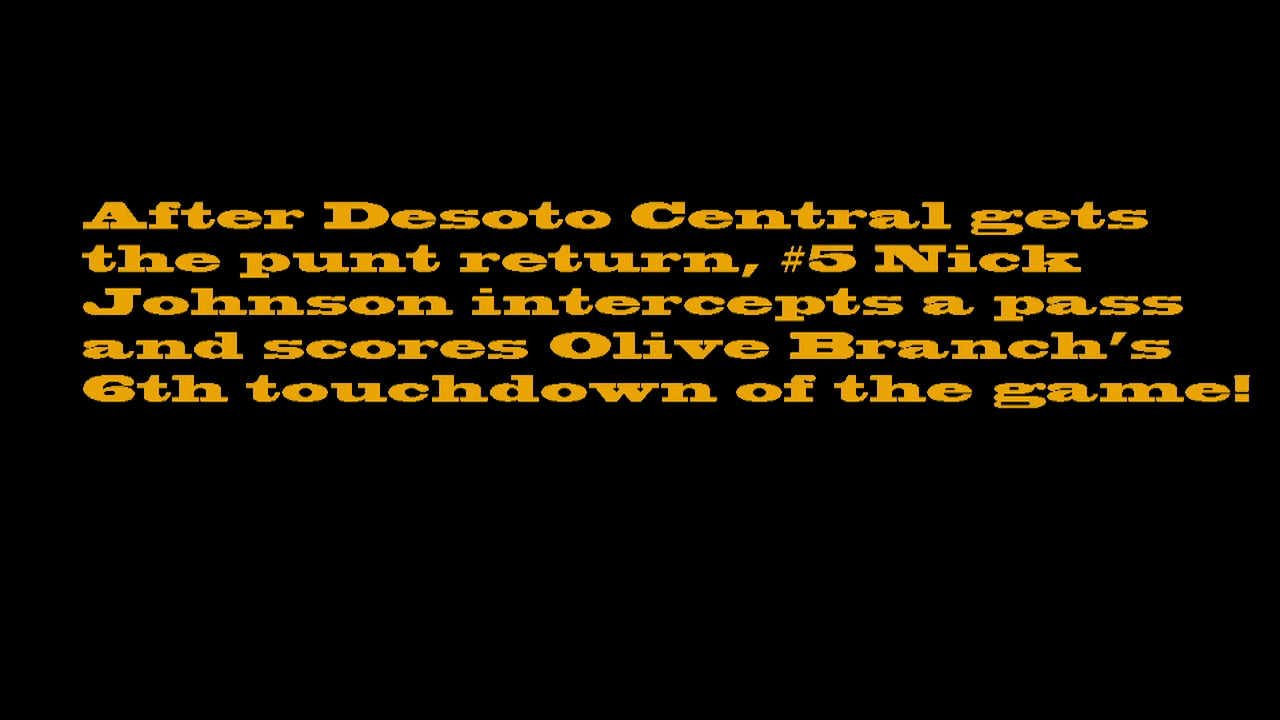 After Desoto Central gets
the punt return, #5 Nick
Johnson intercepts a pass
and scores Olive Branch's
6th touchdown of the game!